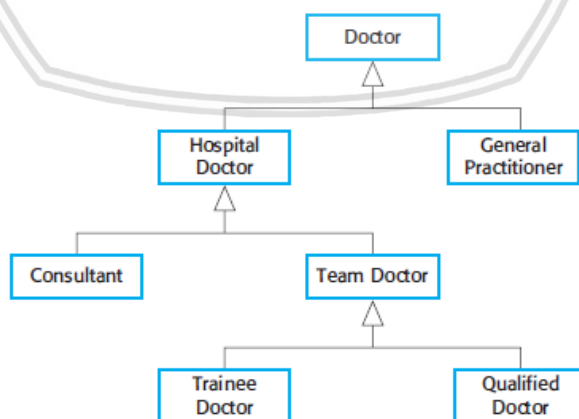 Doctor
Hospital
Doctor
General
Practitioner
Consultant
Team Doctor
Trainee
Doctor
Qualified
Doctor